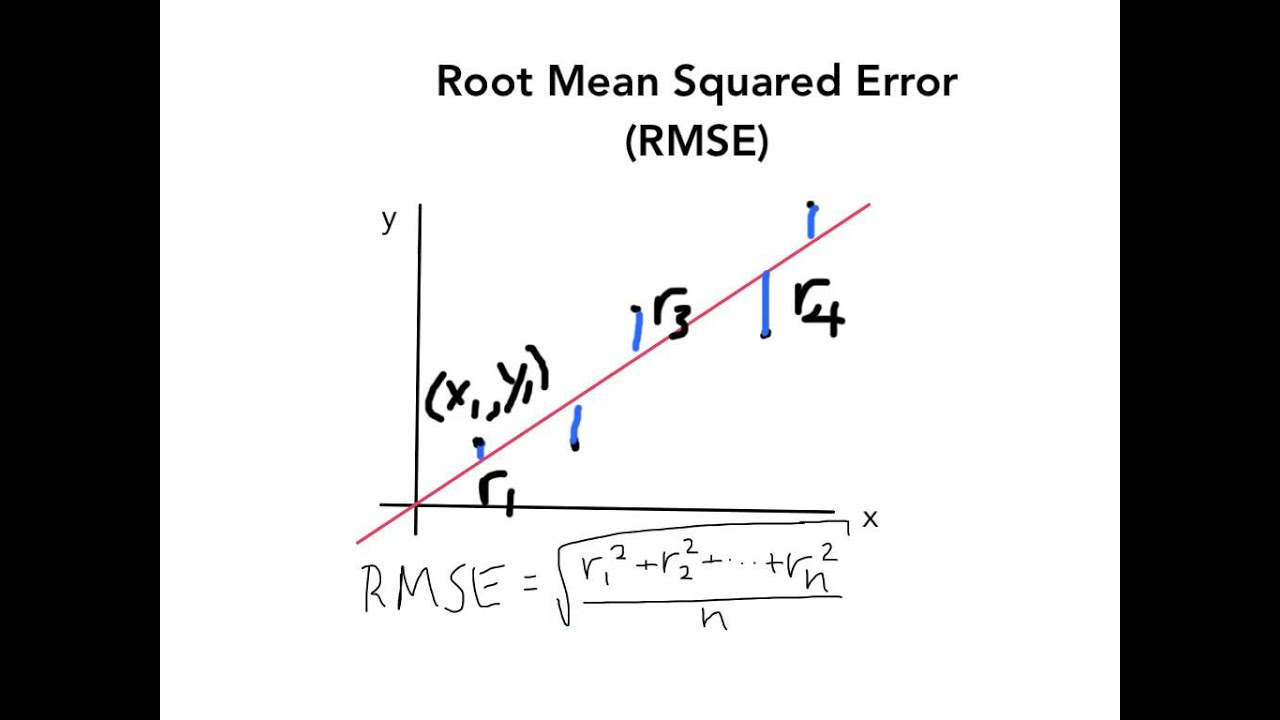 Root Mean Squared Error
(RMSE)
y
r₃
r₄
(x₁,y₁)
r₁
x
RMSE = √((r₁² + r₂² + ··· + rₙ²)/n)